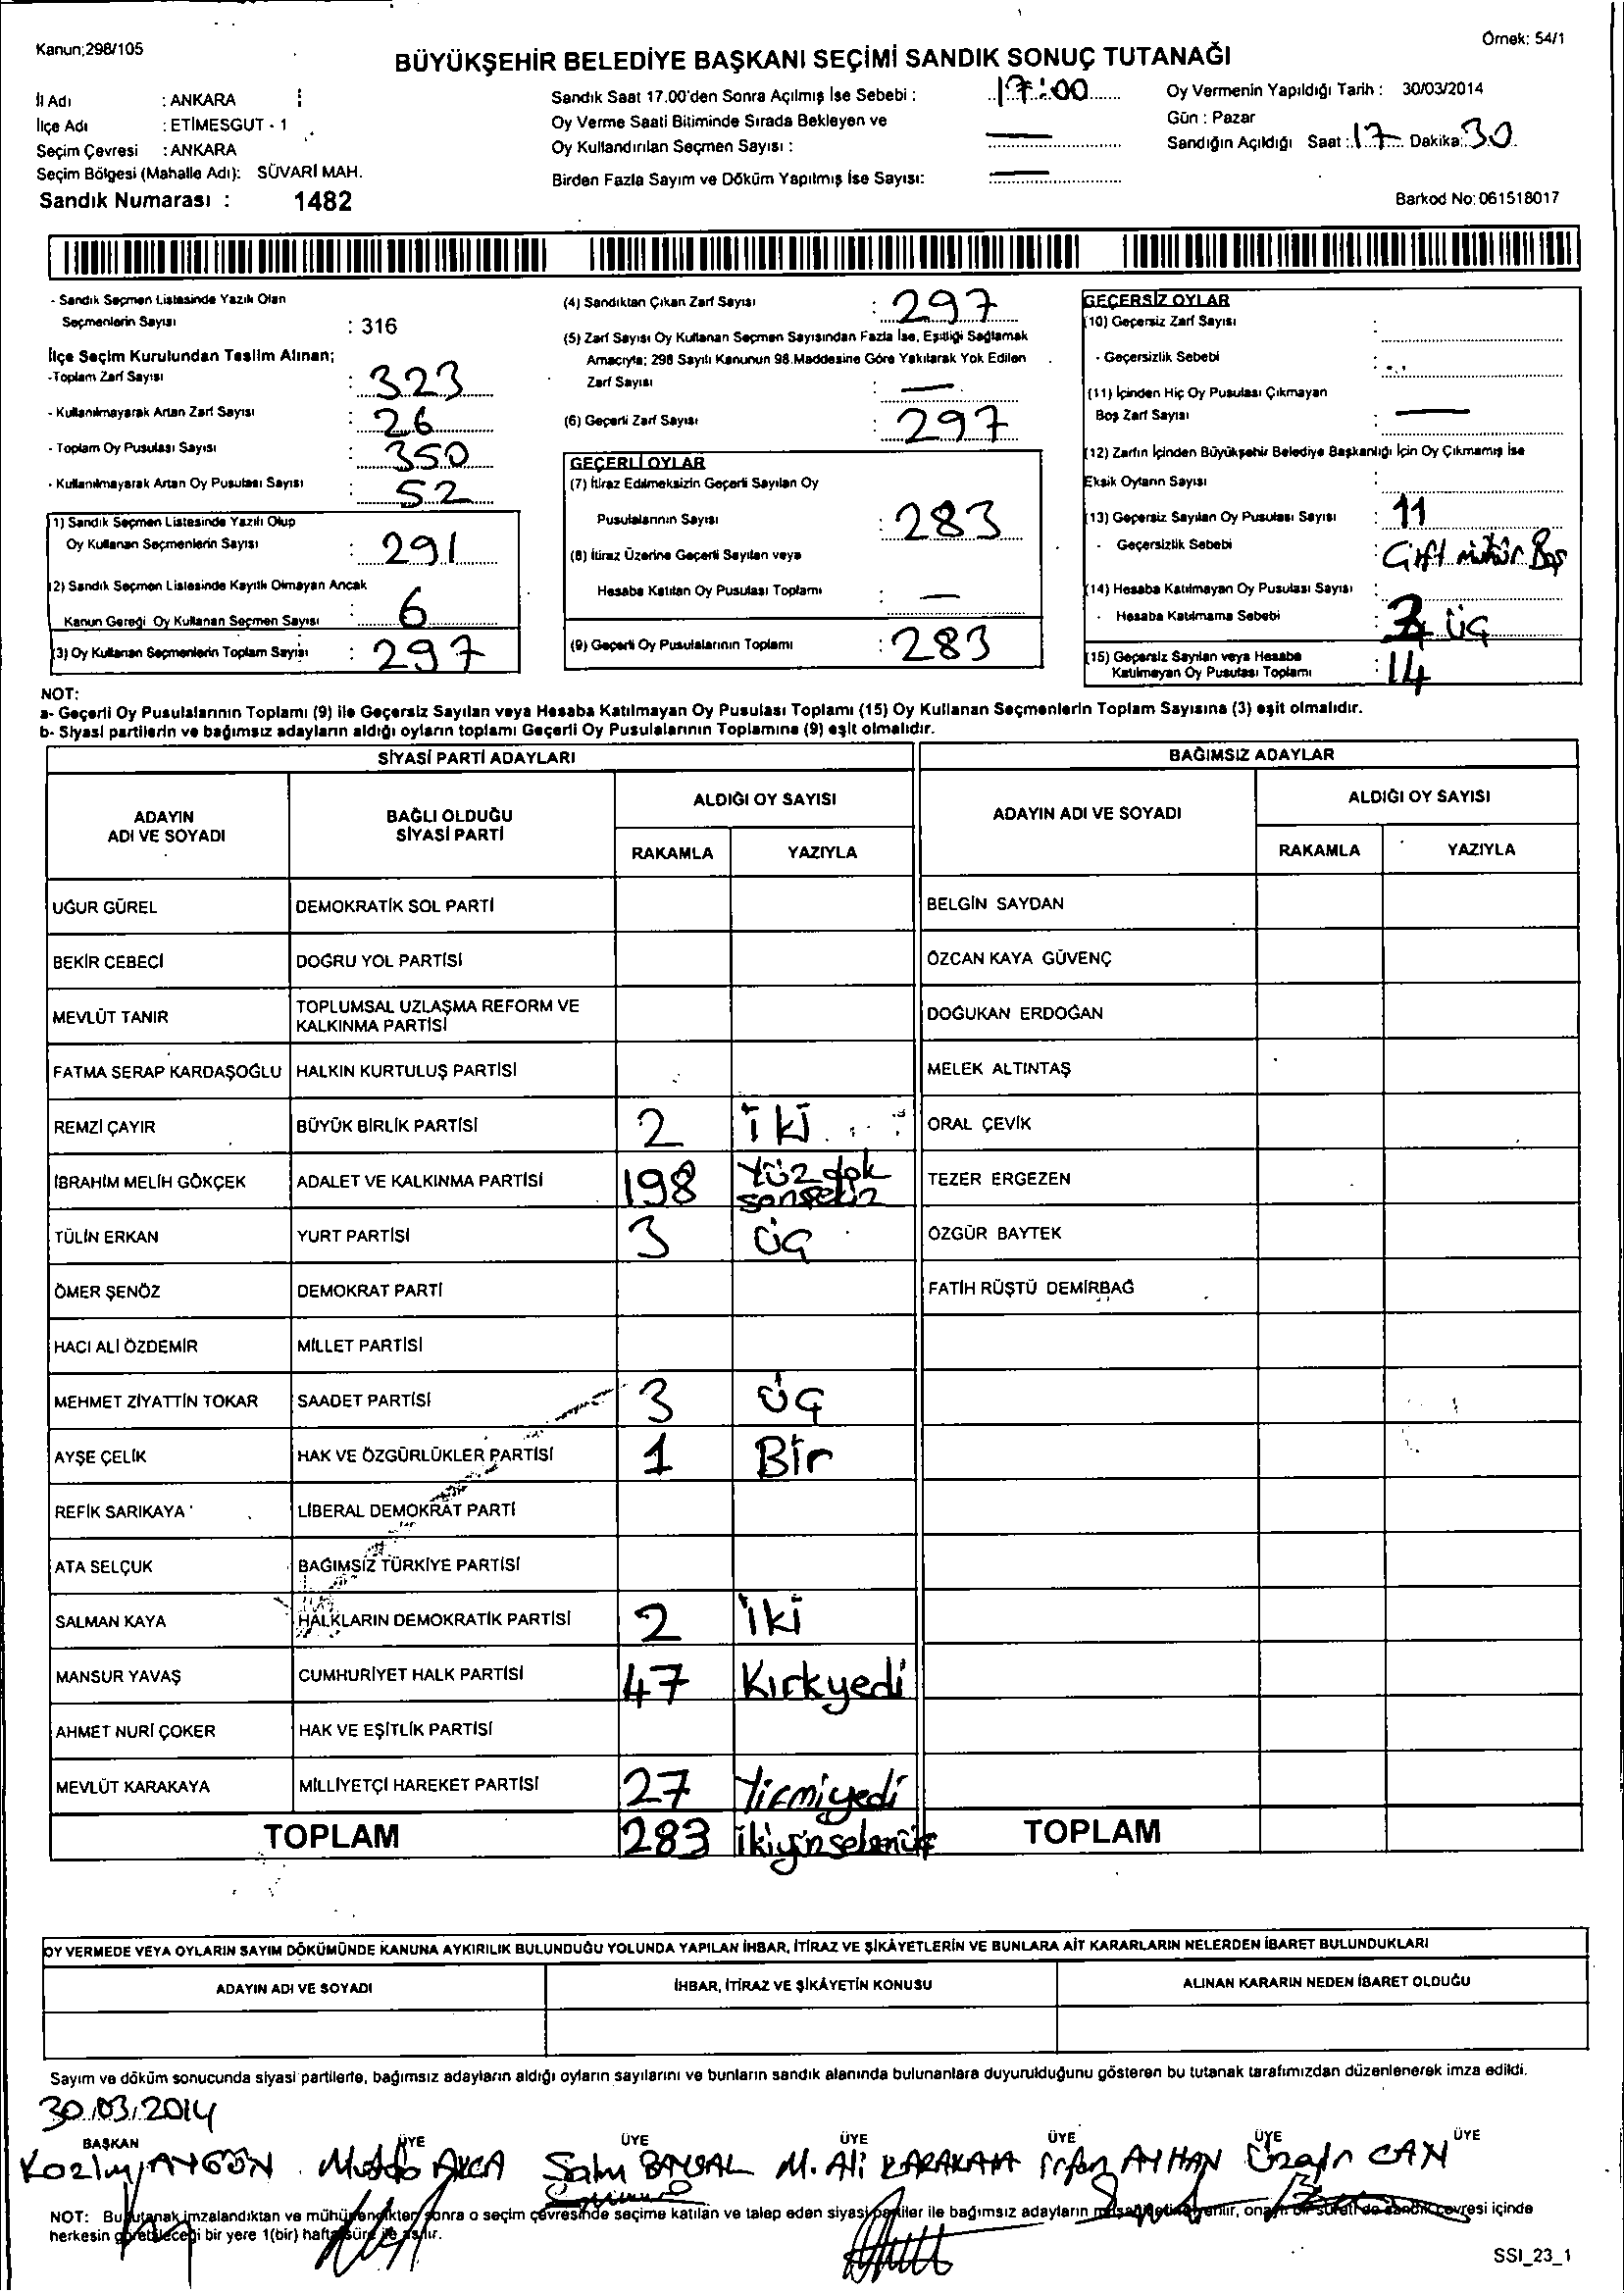 Kanun;298/105
Örnek: 54/1
BÜYÜKŞEHİR BELEDİYE BAŞKANI SEÇİMİ SANDIK SONUÇ TUTANAĞI
İl Adı : ANKARA
İlçe Adı : ETİMESGUT - 1
Seçim Çevresi : ANKARA
Seçim Bölgesi (Mahalle Adı): SÜVARİ MAH.
Sandık Numarası : 1482
Sandık Saat 17.00'den Sonra Açılmış İse Sebebi : 17:00
Oy Verme Saati Bitiminde Sırada Bekleyen ve
Oy Kullandırılan Seçmen Sayısı : —
Birden Fazla Sayım ve Döküm Yapılmış İse Sayısı: —
Oy Vermenin Yapıldığı Tarih : 30/03/2014
Gün : Pazar
Sandığın Açıldığı Saat : 17 Dakika: 30
Barkod No: 061518017
- Sandık Seçmen Listesinde Yazılı Olan
Seçmenlerin Sayısı : 316
İlçe Seçim Kurulundan Teslim Alınan;
-Toplam Zarf Sayısı : 323
- Kullanılmayarak Artan Zarf Sayısı : 26
- Toplam Oy Pusulası Sayısı : 350
- Kullanılmayarak Artan Oy Pusulası Sayısı : 52
1) Sandık Seçmen Listesinde Yazılı Olup
Oy Kullanan Seçmenlerin Sayısı : 291
(2) Sandık Seçmen Listesinde Kayıtlı Olmayan Ancak
Kanun Gereği Oy Kullanan Seçmen Sayısı : 6
(3) Oy Kullanan Seçmenlerin Toplam Sayısı : 297
(4) Sandıktan Çıkan Zarf Sayısı : 297
(5) Zarf Sayısı Oy Kullanan Seçmen Sayısından Fazla İse, Eşitliği Sağlamak
Amacıyla; 298 Sayılı Kanunun 98.Maddesine Göre Yakılarak Yok Edilen
Zarf Sayısı : —
(6) Geçerli Zarf Sayısı : 297
GEÇERLİ OYLAR
(7) İtiraz Edilmeksizin Geçerli Sayılan Oy
Pusulalarının Sayısı : 283
(8) İtiraz Üzerine Geçerli Sayılan veya
Hesaba Katılan Oy Pusulası Toplamı : —
(9) Geçerli Oy Pusulalarının Toplamı : 283
GEÇERSİZ OYLAR
(10) Geçersiz Zarf Sayısı :
- Geçersizlik Sebebi :
(11) İçinden Hiç Oy Pusulası Çıkmayan
Boş Zarf Sayısı : —
(12) Zarfın İçinden Büyükşehir Belediye Başkanlığı İçin Oy Çıkmamış İse
Eksik Oyların Sayısı :
(13) Geçersiz Sayılan Oy Pusulası Sayısı : 11
- Geçersizlik Sebebi : Çift mühür Boş
(14) Hesaba Katılmayan Oy Pusulası Sayısı :
- Hesaba Katılmama Sebebi : 3 üç
(15) Geçersiz Sayılan veya Hesaba
Katılmayan Oy Pusulası Toplamı : 14
NOT:
a- Geçerli Oy Pusulalarının Toplamı (9) ile Geçersiz Sayılan veya Hesaba Katılmayan Oy Pusulası Toplamı (15) Oy Kullanan Seçmenlerin Toplam Sayısına (3) eşit olmalıdır.
b- Siyasi partilerin ve bağımsız adayların aldığı oyların toplamı Geçerli Oy Pusulalarının Toplamına (9) eşit olmalıdır.
SİYASİ PARTİ ADAYLARI BAĞIMSIZ ADAYLAR
ADAYIN
ADI VE SOYADI
BAĞLI OLDUĞU
SİYASİ PARTİ
ALDIĞI OY SAYISI
RAKAMLA YAZIYLA
ADAYIN ADI VE SOYADI
ALDIĞI OY SAYISI
RAKAMLA YAZIYLA
UĞUR GÜREL DEMOKRATİK SOL PARTİ BELGİN SAYDAN
BEKİR CEBECİ DOĞRU YOL PARTİSİ ÖZCAN KAYA GÜVENÇ
MEVLÜT TANIR TOPLUMSAL UZLAŞMA REFORM VE
KALKINMA PARTİSİ DOĞUKAN ERDOĞAN
FATMA SERAP KARDAŞOĞLU HALKIN KURTULUŞ PARTİSİ MELEK ALTINTAŞ
REMZİ ÇAYIR BÜYÜK BİRLİK PARTİSİ 2 iki ORAL ÇEVİK
İBRAHİM MELİH GÖKÇEK ADALET VE KALKINMA PARTİSİ 198 Yüzdok
sansekiz TEZER ERGEZEN
TÜLİN ERKAN YURT PARTİSİ 3 üç ÖZGÜR BAYTEK
ÖMER ŞENÖZ DEMOKRAT PARTİ FATİH RÜŞTÜ DEMİRBAĞ
HACI ALİ ÖZDEMİR MİLLET PARTİSİ
MEHMET ZİYATTİN TOKAR SAADET PARTİSİ 3 üç
AYŞE ÇELİK HAK VE ÖZGÜRLÜKLER PARTİSİ 1 Bir
REFİK SARIKAYA LİBERAL DEMOKRAT PARTİ
ATA SELÇUK BAĞIMSIZ TÜRKİYE PARTİSİ
SALMAN KAYA HALKLARIN DEMOKRATİK PARTİSİ 2 iki
MANSUR YAVAŞ CUMHURİYET HALK PARTİSİ 47 Kırkyedi
AHMET NURİ ÇOKER HAK VE EŞİTLİK PARTİSİ
MEVLÜT KARAKAYA MİLLİYETÇİ HAREKET PARTİSİ 27 Yirmiyedi
TOPLAM 283 TOPLAM
OY VERMEDE VEYA OYLARIN SAYIM DÖKÜMÜNDE KANUNA AYKIRILIK BULUNDUĞU YOLUNDA YAPILAN İHBAR, İTİRAZ VE ŞİKÂYETLERİN VE BUNLARA AİT KARARLARIN NELERDEN İBARET BULUNDUKLARI
ADAYIN ADI VE SOYADI İHBAR, İTİRAZ VE ŞİKÂYETİN KONUSU ALINAN KARARIN NEDEN İBARET OLDUĞU
Sayım ve döküm sonucunda siyasi partilerle, bağımsız adayların aldığı oyların sayılarını ve bunların sandık alanında bulunanlara duyurulduğunu gösteren bu tutanak tarafımızdan düzenlenerek imza edildi.
30.03.2014
BAŞKAN ÜYE ÜYE ÜYE ÜYE ÜYE ÜYE
AYGÜN AKCA BAYSAL M. Ali KARAKAYA AYHAN CAN
NOT: Bu tutanak imzalandıktan ve mühürlendikten sonra o seçim çevresinde seçime katılan ve talep eden siyasi partiler ile bağımsız adayların çevresi içinde
herkesin görebileceği bir yere 1(bir) hafta süre ile asılır.
SSI_23_1